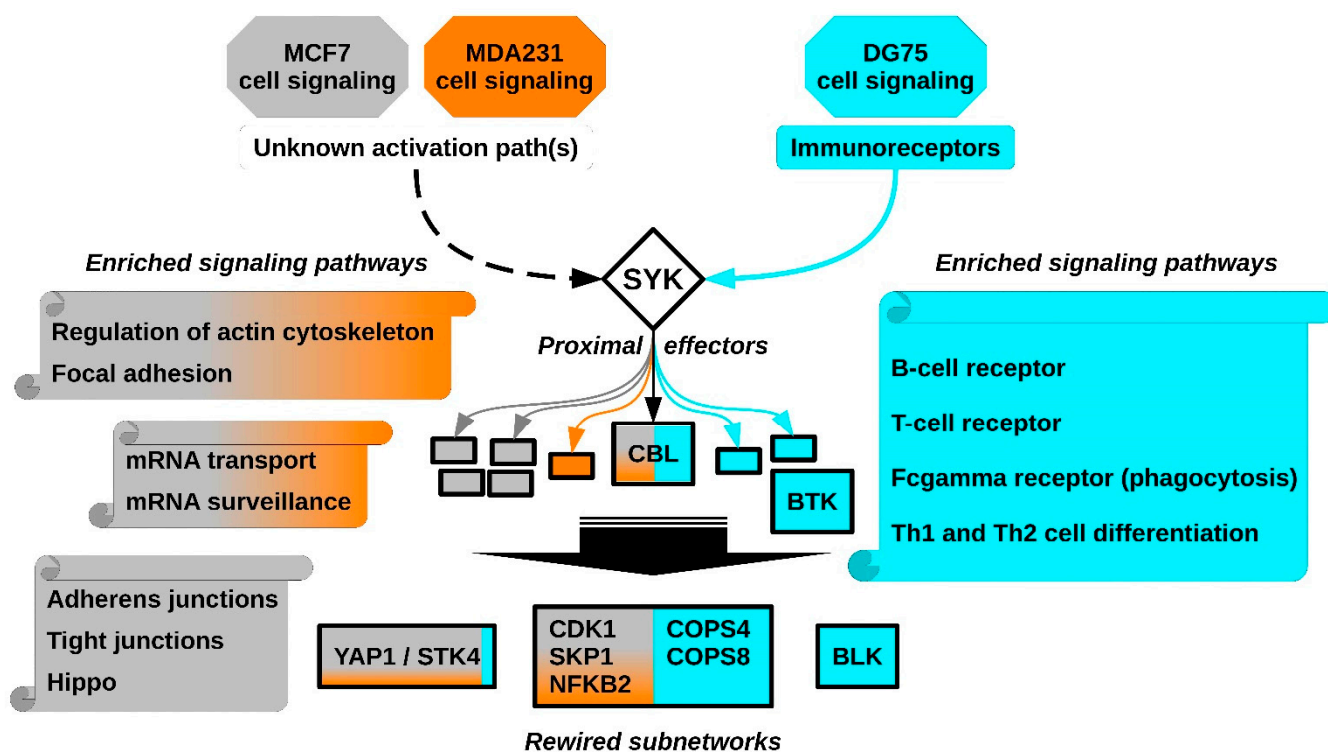 MCF7
cell signaling
MDA231
cell signaling
DG75
cell signaling
Unknown activation path(s)
Immunoreceptors
SYK
Enriched signaling pathways
Enriched signaling pathways
Regulation of actin cytoskeleton
Focal adhesion
Proximal effectors
B-cell receptor
T-cell receptor
Fcgamma receptor (phagocytosis)
Th1 and Th2 cell differentiation
mRNA transport
mRNA surveillance
CBL
BTK
Adherens junctions
Tight junctions
Hippo
YAP1 / STK4
CDK1
SKP1
NFKB2
COPS4
COPS8
BLK
Rewired subnetworks